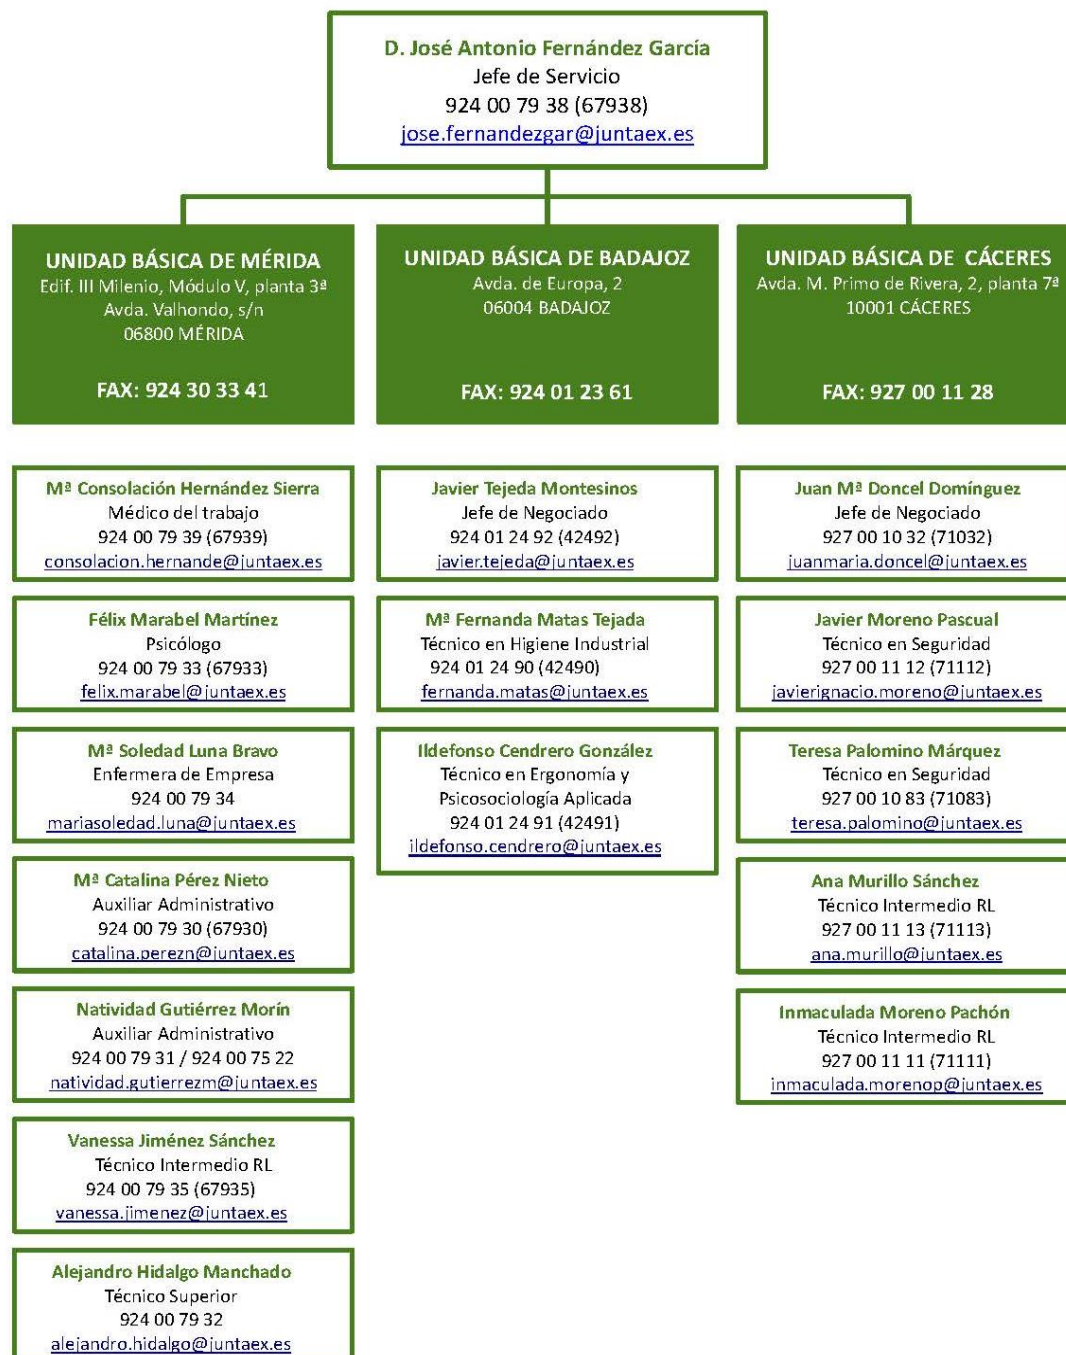 D. José Antonio Fernández García
Jefe de Servicio
924 00 79 38 (67938)
jose.fernandezgar@juntaex.es
UNIDAD BÁSICA DE MÉRIDA
Edif. III Milenio, Módulo V, planta 3ª
Avda. Valhondo, s/n
06800 MÉRIDA
FAX: 924 30 33 41
Mª Consolación Hernández Sierra
Médico del trabajo
924 00 79 39 (67939)
consolacion.hernande@juntaex.es
Félix Marabel Martínez
Psicólogo
924 00 79 33 (67933)
felix.marabel@juntaex.es
Mª Soledad Luna Bravo
Enfermera de Empresa
924 00 79 34
mariasoledad.luna@juntaex.es
Mª Catalina Pérez Nieto
Auxiliar Administrativo
924 00 79 30 (67930)
catalina.perezn@juntaex.es
Natividad Gutiérrez Morín
Auxiliar Administrativo
924 00 79 31 / 924 00 75 22
natividad.gutierrezm@juntaex.es
Vanessa Jiménez Sánchez
Técnico Intermedio RL
924 00 79 35 (67935)
vanessa.jimenez@juntaex.es
Alejandro Hidalgo Manchado
Técnico Superior
924 00 79 32
alejandro.hidalgo@juntaex.es
UNIDAD BÁSICA DE BADAJOZ
Avda. de Europa, 2
06004 BADAJOZ
FAX: 924 01 23 61
Javier Tejeda Montesinos
Jefe de Negociado
924 01 24 92 (42492)
javier.tejeda@juntaex.es
Mª Fernanda Matas Tejada
Técnico en Higiene Industrial
924 01 24 90 (42490)
fernanda.matas@juntaex.es
Ildefonso Cendrero González
Técnico en Ergonomía y
Psicosociología Aplicada
924 01 24 91 (42491)
ildefonso.cendrero@juntaex.es
UNIDAD BÁSICA DE CÁCERES
Avda. M. Primo de Rivera, 2, planta 7ª
10001 CÁCERES
FAX: 927 00 11 28
Juan Mª Doncel Domínguez
Jefe de Negociado
927 00 10 32 (71032)
juanmaria.doncel@juntaex.es
Javier Moreno Pascual
Técnico en Seguridad
927 00 11 12 (71112)
javierignacio.moreno@juntaex.es
Teresa Palomino Márquez
Técnico en Seguridad
927 00 10 83 (71083)
teresa.palomino@juntaex.es
Ana Murillo Sánchez
Técnico Intermedio RL
927 00 11 13 (71113)
ana.murillo@juntaex.es
Inmaculada Moreno Pachón
Técnico Intermedio RL
927 00 11 11 (71111)
inmaculada.morenop@juntaex.es